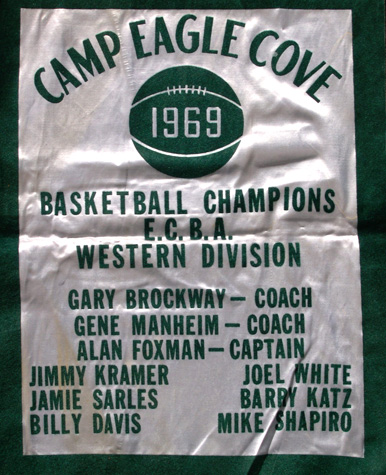 CAMP EAGLE COVE
1969
BASKETBALL CHAMPIONS
E.C.B.A.
WESTERN DIVISION
GARY BROCKWAY — COACH
GENE MANHEIM — COACH
ALAN FOXMAN — CAPTAIN
JIMMY KRAMER JOEL WHITE
JAMIE SARLES BARRY KATZ
BILLY DAVIS MIKE SHAPIRO